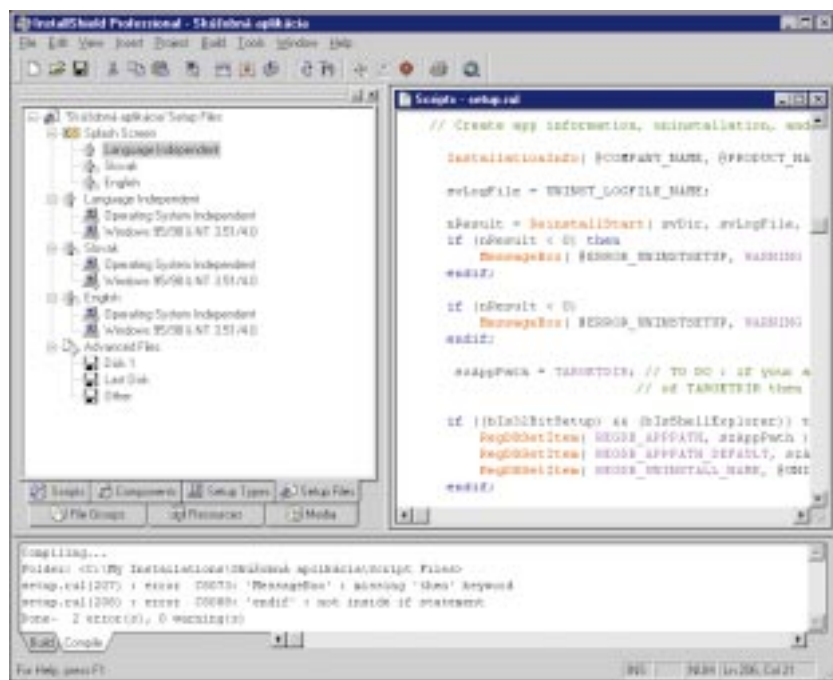 InstallShield Professional - Skúšobná aplikácia
File Edit View Insert Project Build Tools Window Help
'Skúšobná aplikácia' Setup Files
Splash Screen
Language Independent
Slovak
English
Language Independent
Operating System Independent
Windows 95/98 & NT 3.51/4.0
Slovak
Operating System Independent
Windows 95/98 & NT 3.51/4.0
English
Operating System Independent
Windows 95/98 & NT 3.51/4.0
Advanced Files
Disk 1
Last Disk
Other
Scripts Components Setup Types Setup Files
File Groups Resources Media
Scripts - setup.rul
// Create app information, uninstallation, and
InstallationInfo( @COMPANY_NAME, @PRODUCT_NA
svLogFile = UNINST_LOGFILE_NAME;
nResult = DeinstallStart( svDir, svLogFile,
if (nResult < 0) then
MessageBox( @ERROR_UNINSTSETUP, WARNING
endif;
if (nResult < 0)
MessageBox( @ERROR_UNINSTSETUP, WARNING
endif;
szAppPath = TARGETDIR; // TO DO : if your a
// of TARGETDIR then
if ((bIs32BitSetup) && (bIsShellExplorer)) t
RegDBSetItem( REGDB_APPPATH, szAppPath )
RegDBSetItem( REGDB_APPPATH_DEFAULT, szA
RegDBSetItem( REGDB_UNINSTALL_NAME, @UNI
endif;
Compiling...
Folder: <C:\My Installations\Skúšobná aplikácia\Script Files>
setup.rul(207) : error : 'MessageBox' : missing 'then' keyword
setup.rul(208) : error : 'endif' : not inside if statement
Done- 2 error(s), 0 warning(s)
Build Compile
For Help, press F1
INS NUM Ln 206, Col 21